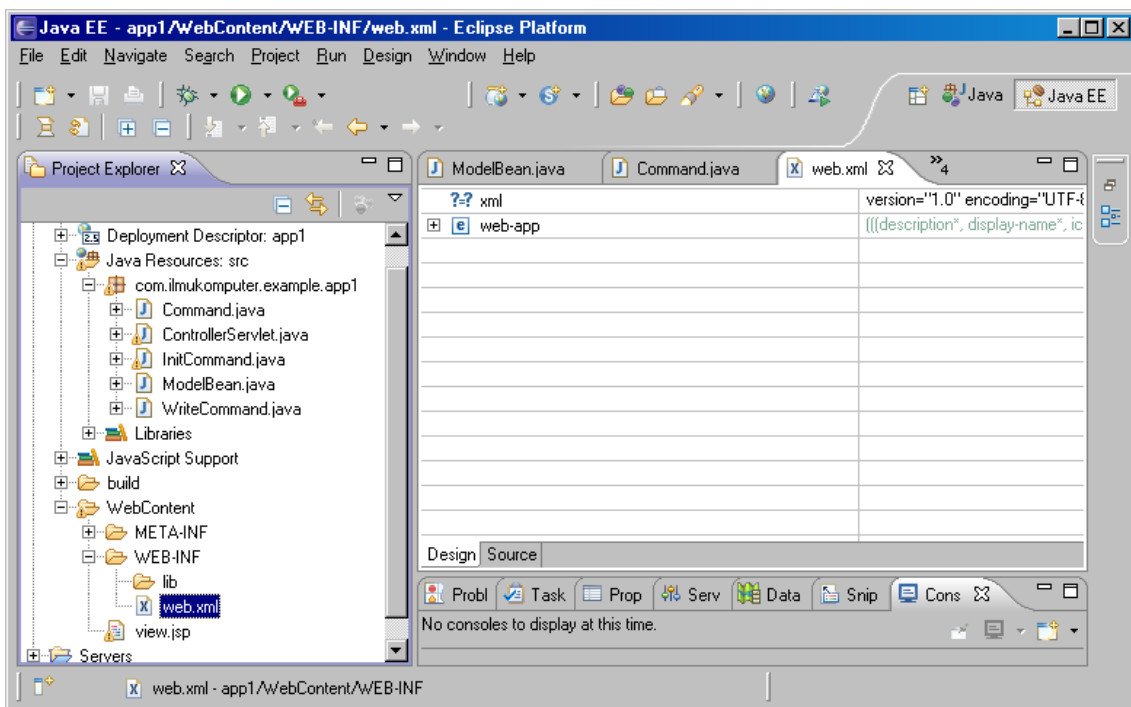 Java EE - app1/WebContent/WEB-INF/web.xml - Eclipse Platform
File Edit Navigate Search Project Run Design Window Help
Java Java EE
Project Explorer
ModelBean.java Command.java web.xml »4
Deployment Descriptor: app1
Java Resources: src
com.ilmukomputer.example.app1
Command.java
ControllerServlet.java
InitCommand.java
ModelBean.java
WriteCommand.java
Libraries
JavaScript Support
build
WebContent
META-INF
WEB-INF
lib
web.xml
view.jsp
Servers
?=? xml version="1.0" encoding="UTF-8
e web-app (((description*, display-name*, ic
Design Source
Probl Task Prop Serv Data Snip Cons
No consoles to display at this time.
web.xml - app1/WebContent/WEB-INF